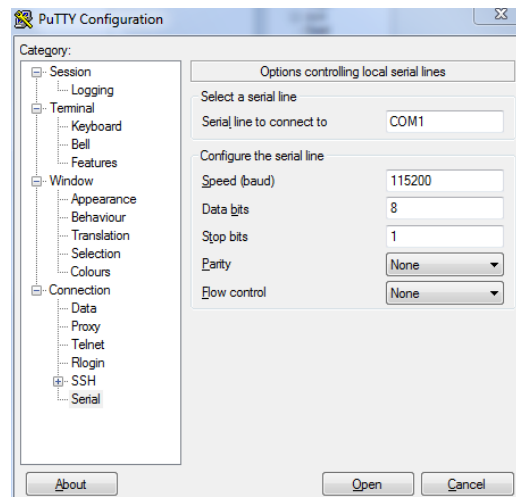 PuTTY Configuration
Category:
Session
Logging
Terminal
Keyboard
Bell
Features
Window
Appearance
Behaviour
Translation
Selection
Colours
Connection
Data
Proxy
Telnet
Rlogin
SSH
Serial
Options controlling local serial lines
Select a serial line
Serial line to connect to COM1
Configure the serial line
Speed (baud) 115200
Data bits 8
Stop bits 1
Parity None
Flow control None
About Open Cancel